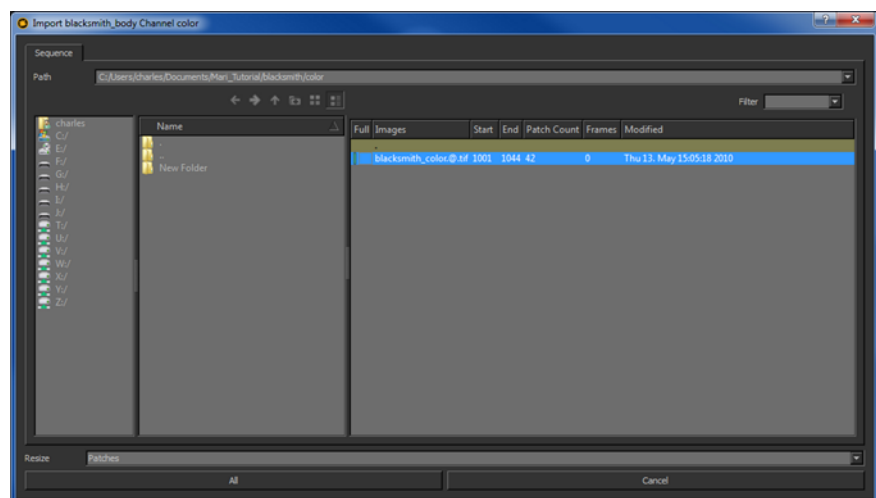 Import blacksmith_body Channel color
Sequence
Path C:/Users/charles/Documents/Mari_Tutorial/blacksmith/color
Filter
charles
C:/
E:/
F:/
G:/
H:/
I:/
J:/
T:/
U:/
V:/
W:/
X:/
Y:/
Z:/
Name
.
..
New Folder
Full Images Start End Patch Count Frames Modified
.
blacksmith_color.@.tif 1001 1044 42 0 Thu 13. May 15:05:18 2010
Resize Patches
All Cancel